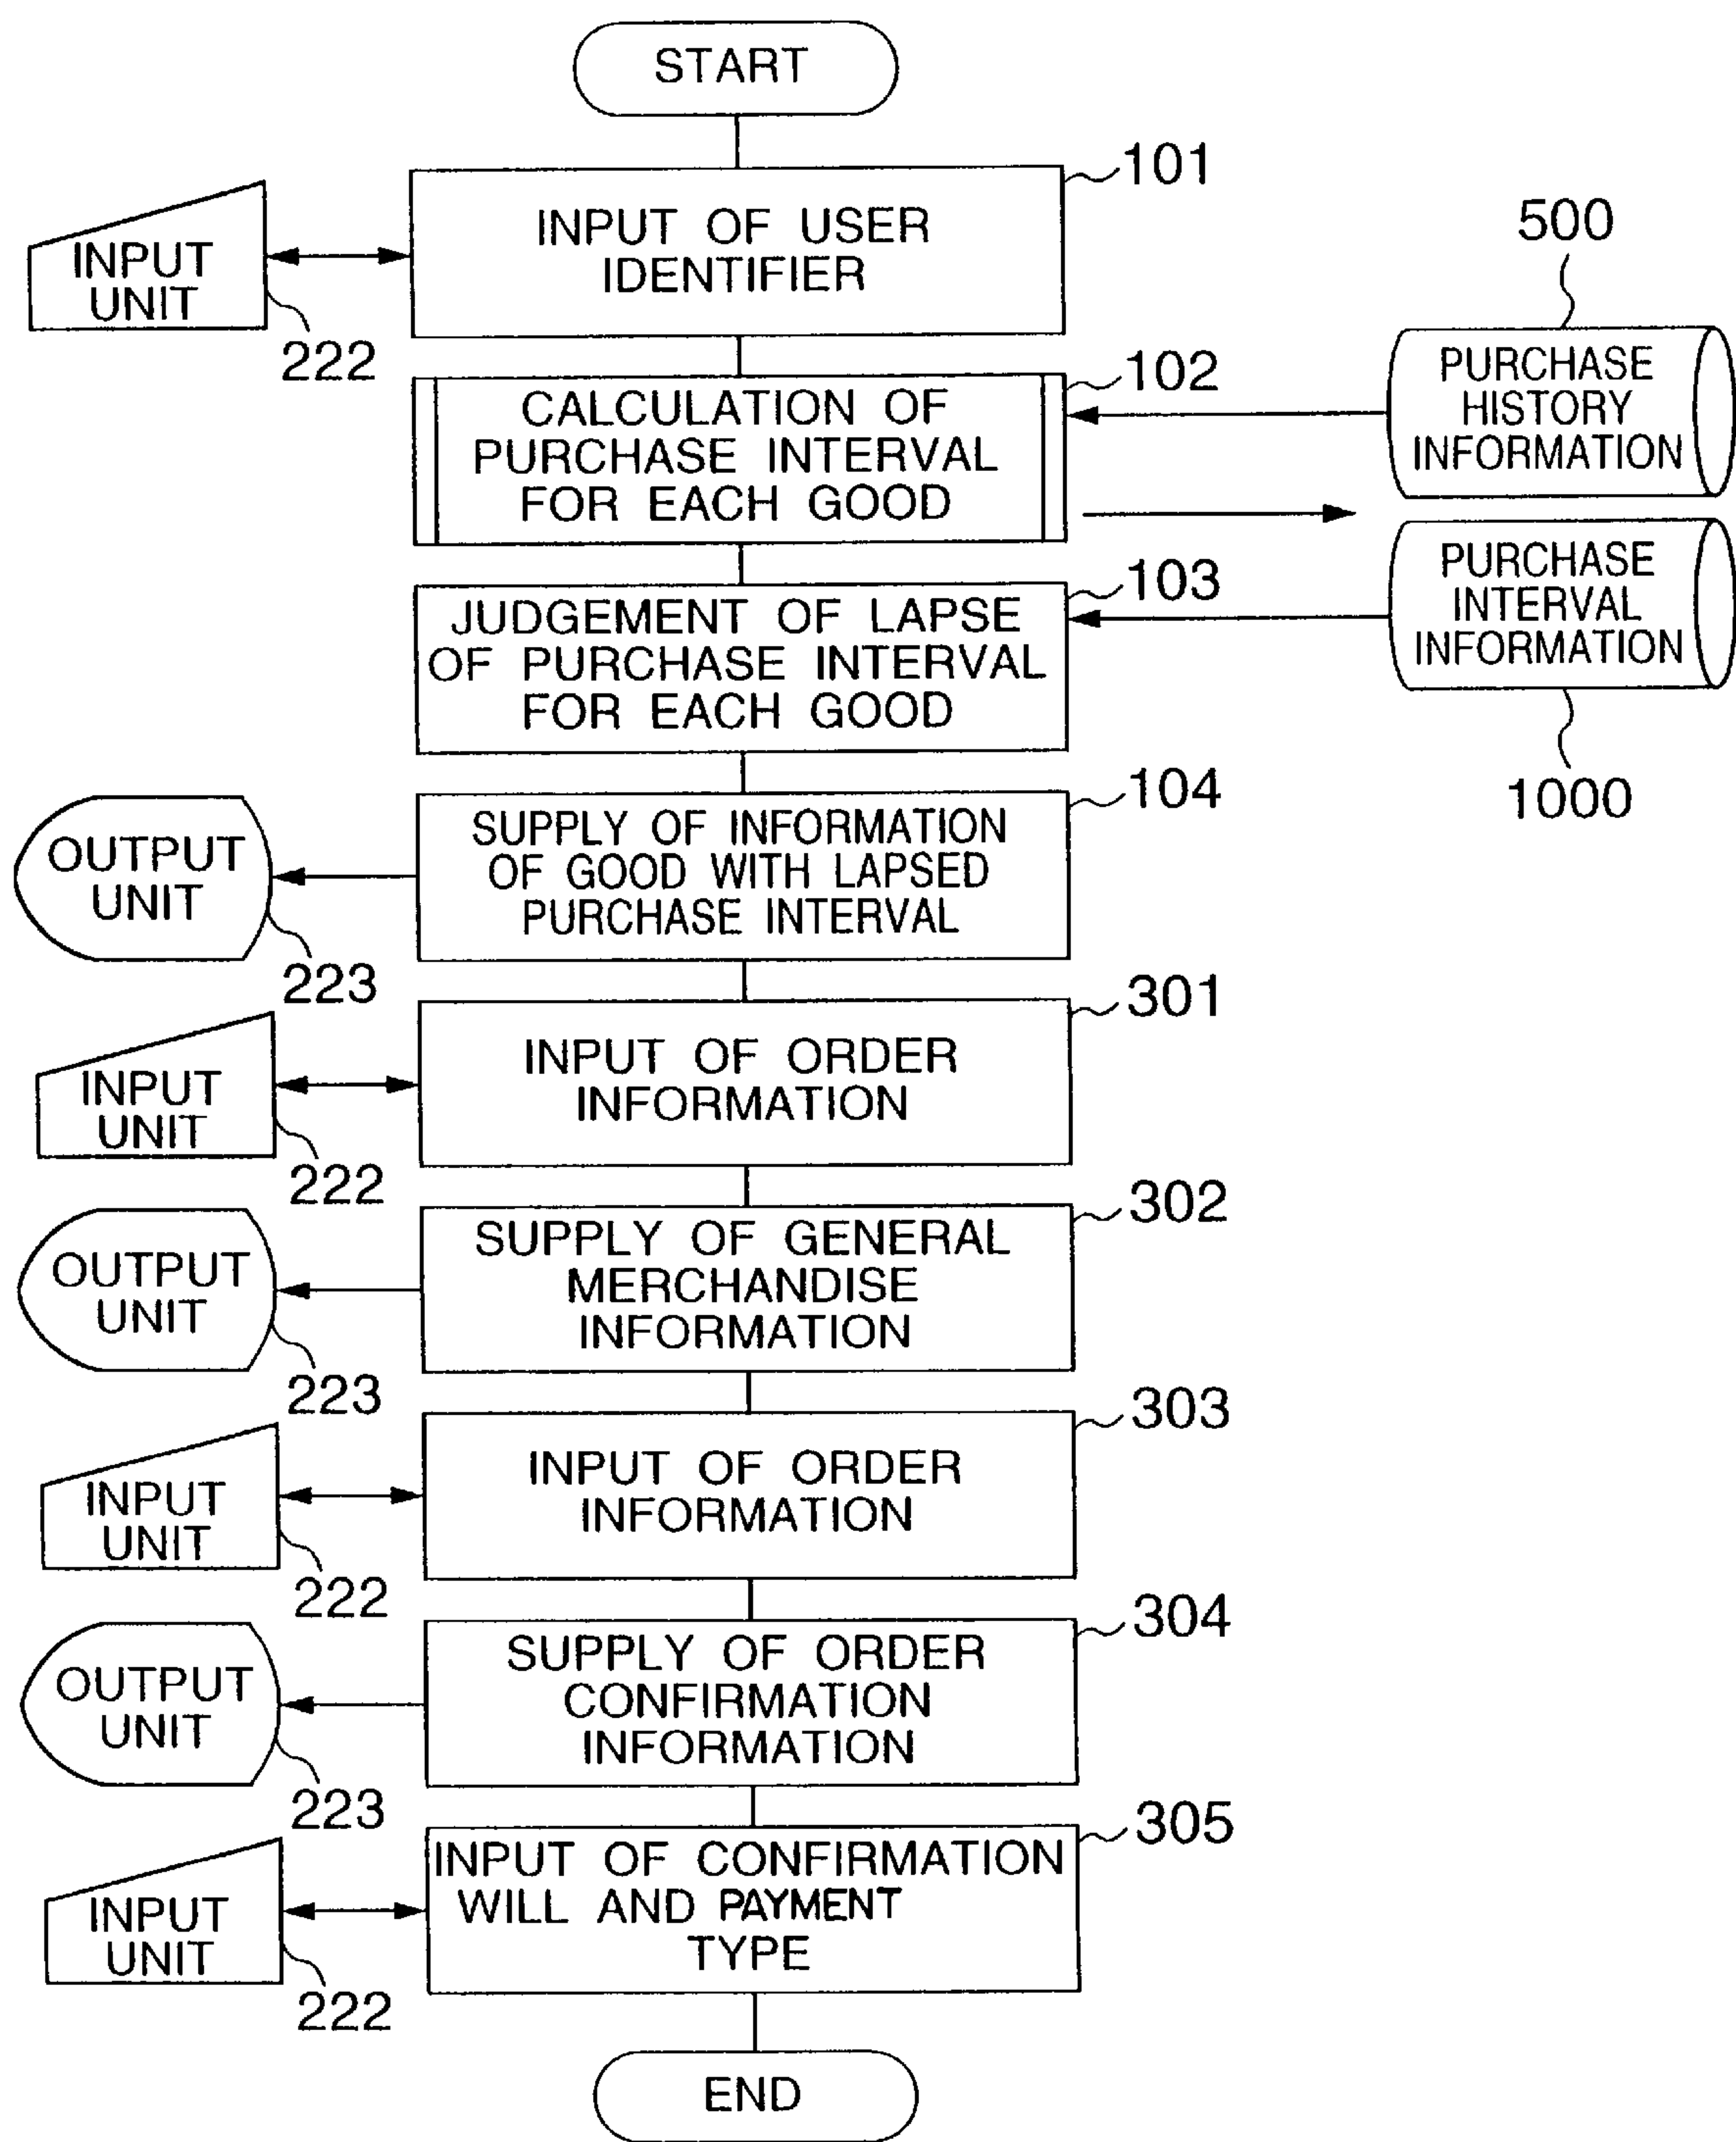 START
101
INPUT OF USER
IDENTIFIER
INPUT
UNIT
222
500
PURCHASE
HISTORY
INFORMATION
102
CALCULATION OF
PURCHASE INTERVAL
FOR EACH GOOD
PURCHASE
INTERVAL
INFORMATION
1000
103
JUDGEMENT OF LAPSE
OF PURCHASE INTERVAL
FOR EACH GOOD
104
SUPPLY OF INFORMATION
OF GOOD WITH LAPSED
PURCHASE INTERVAL
OUTPUT
UNIT
223
301
INPUT OF ORDER
INFORMATION
INPUT
UNIT
222
302
SUPPLY OF GENERAL
MERCHANDISE
INFORMATION
OUTPUT
UNIT
223
303
INPUT OF ORDER
INFORMATION
INPUT
UNIT
222
304
SUPPLY OF ORDER
CONFIRMATION
INFORMATION
OUTPUT
UNIT
223
305
INPUT OF CONFIRMATION
WILL AND PAYMENT
TYPE
INPUT
UNIT
222
END